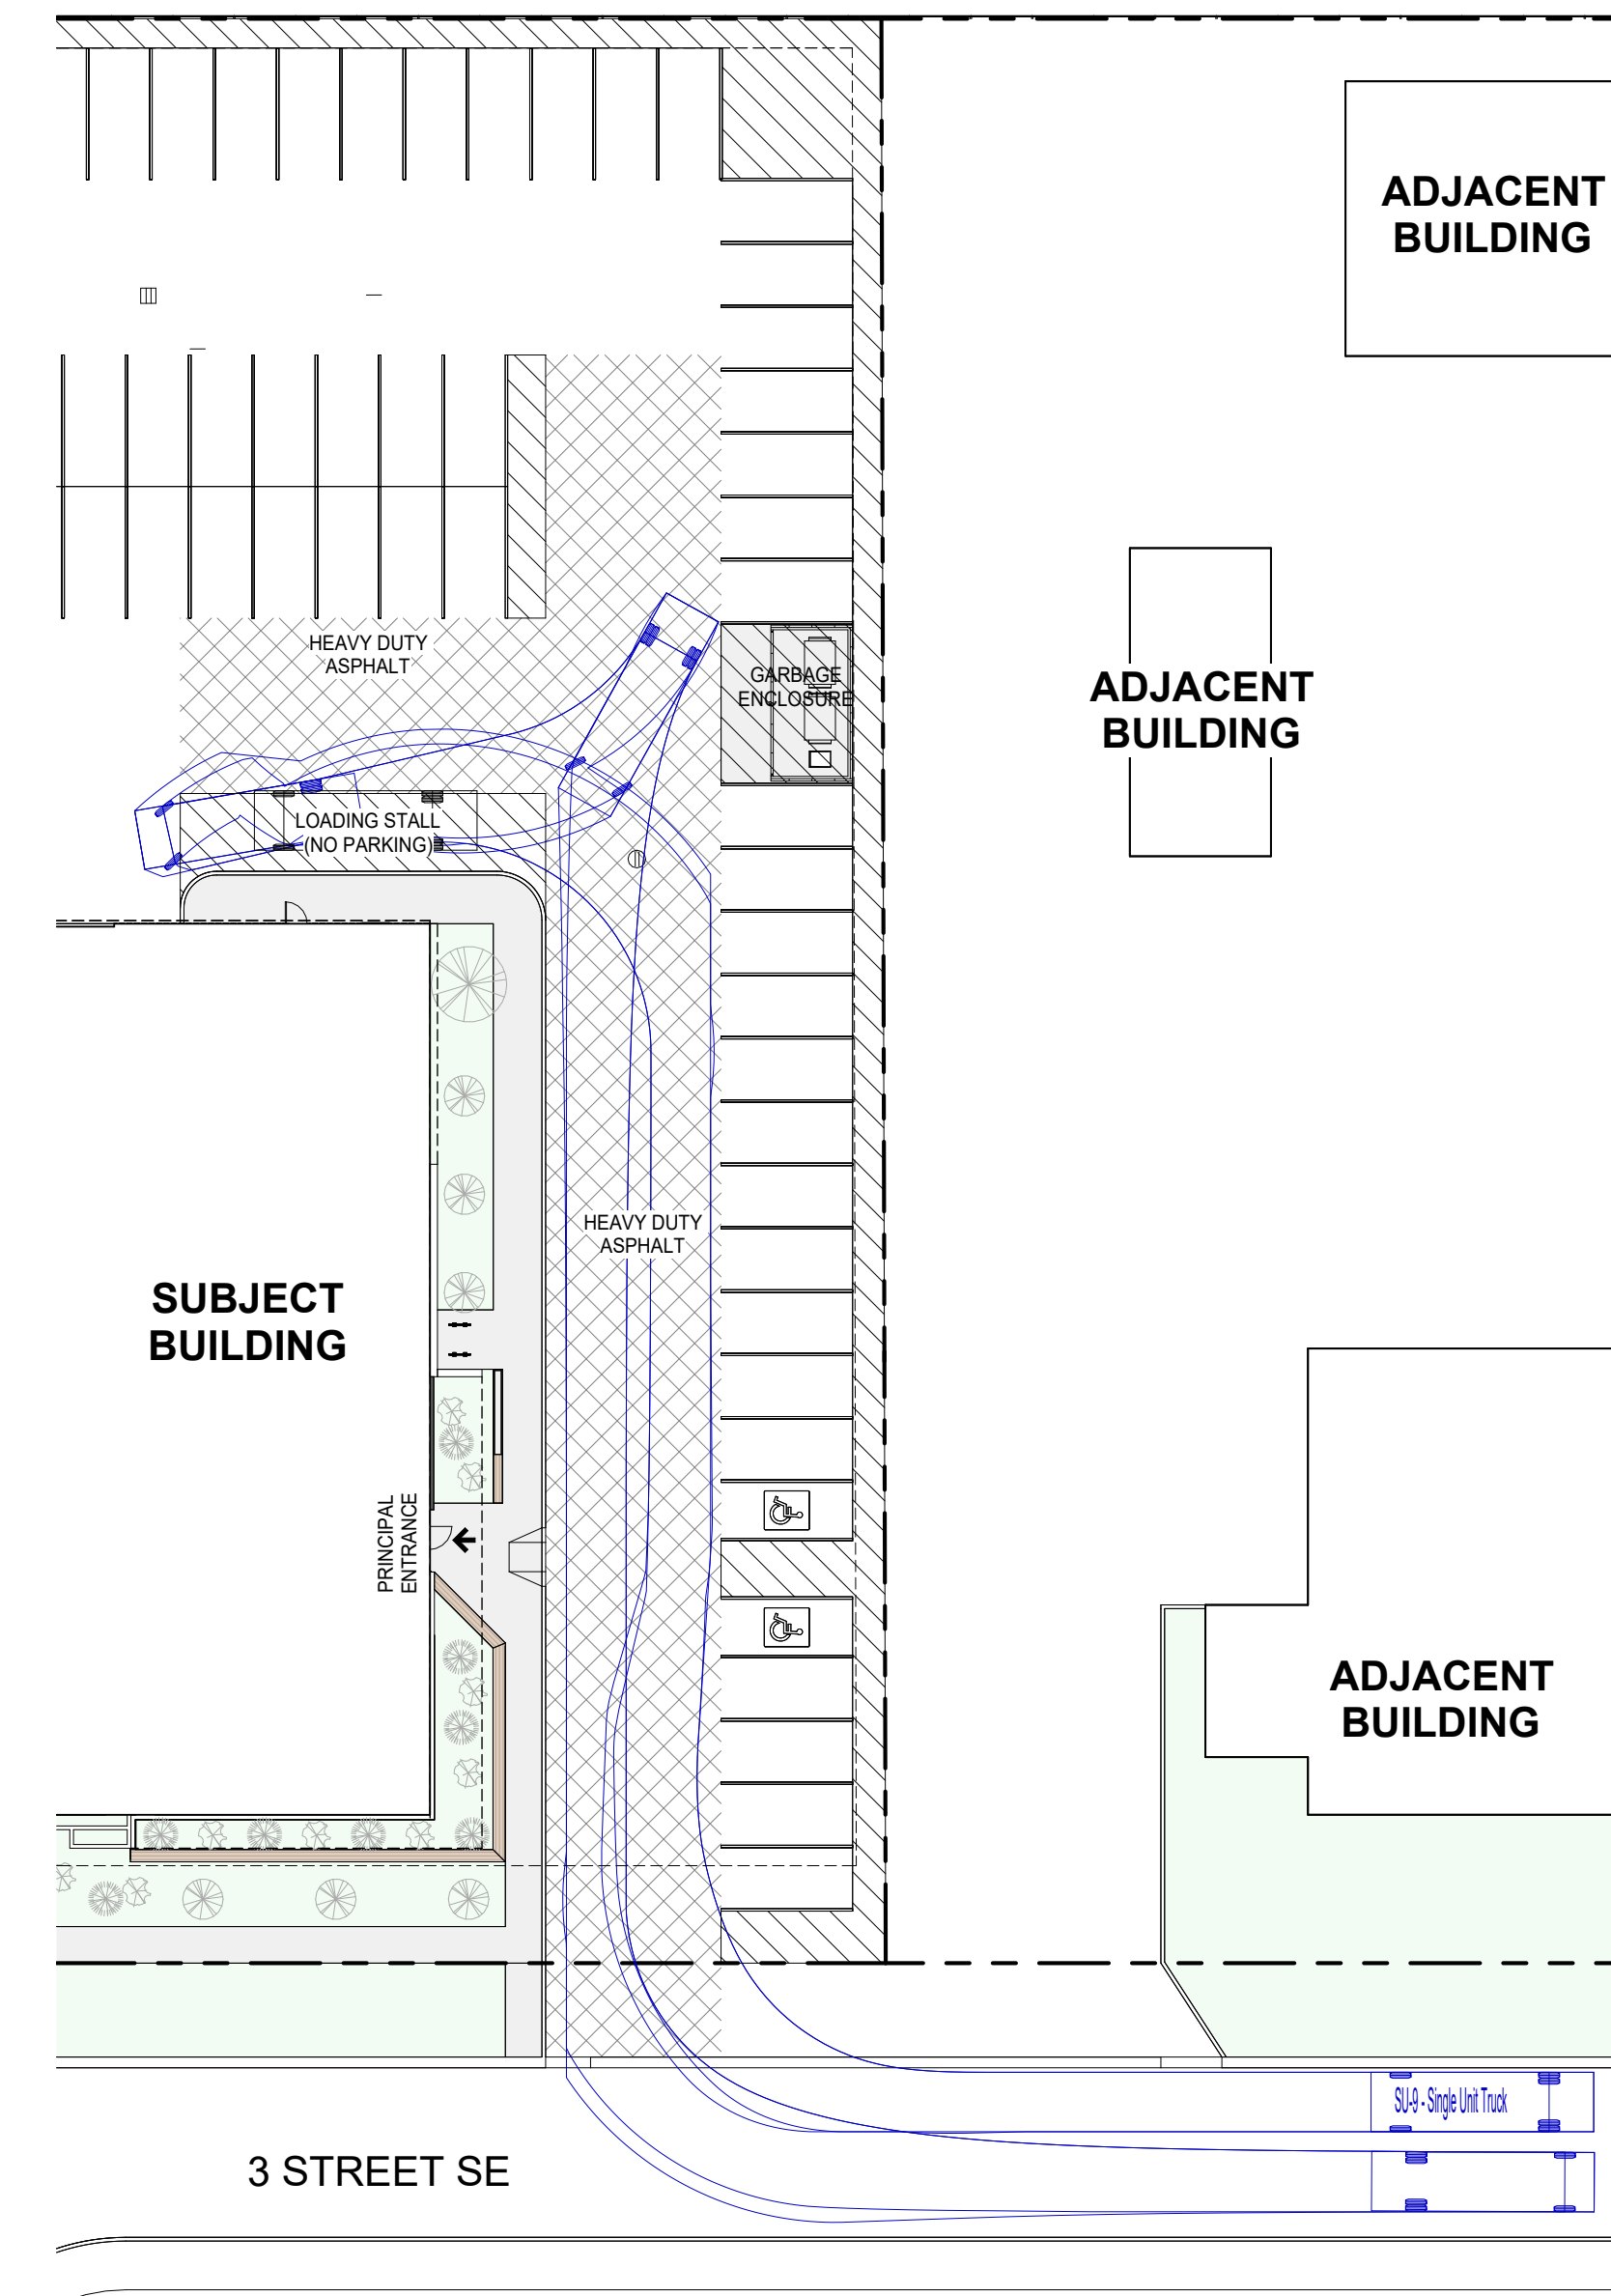 ADJACENT
BUILDING
HEAVY DUTY
ASPHALT
GARBAGE
ENCLOSURE
ADJACENT
BUILDING
LOADING STALL
(NO PARKING)
HEAVY DUTY
ASPHALT
SUBJECT
BUILDING
PRINCIPAL
ENTRANCE
ADJACENT
BUILDING
SU-9 - Single Unit Truck
3 STREET SE